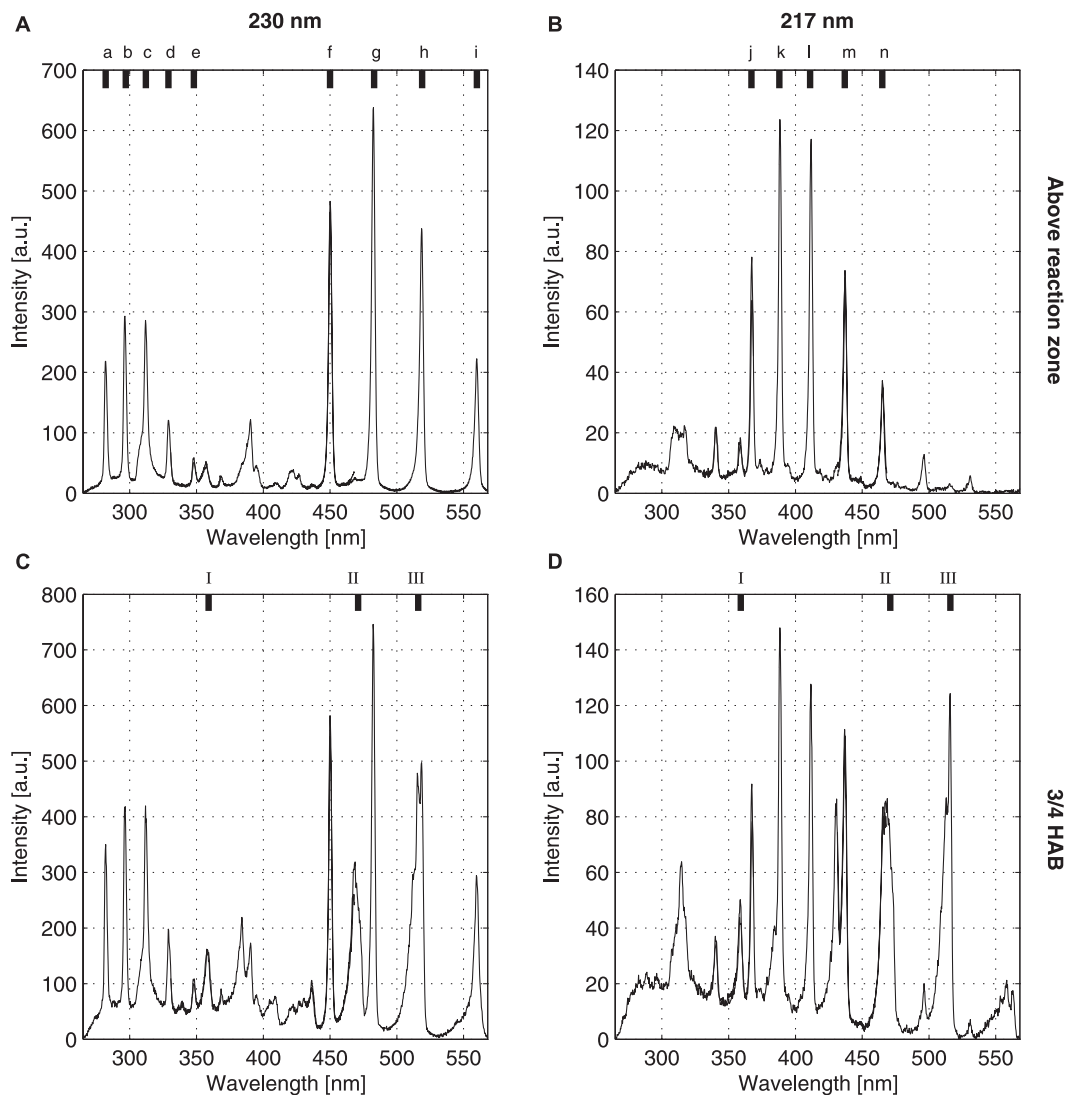 A 230 nm
a b c d e f g h i
700
600
500
400
300
200
100
0
Intensity [a.u.]
300 350 400 450 500 550
Wavelength [nm]
B 217 nm
j k l m n
140
120
100
80
60
40
20
0
Intensity [a.u.]
300 350 400 450 500 550
Wavelength [nm]
Above reaction zone
C
I II III
800
700
600
500
400
300
200
100
0
Intensity [a.u.]
300 350 400 450 500 550
Wavelength [nm]
D
I II III
160
140
120
100
80
60
40
20
0
Intensity [a.u.]
300 350 400 450 500 550
Wavelength [nm]
3/4 HAB